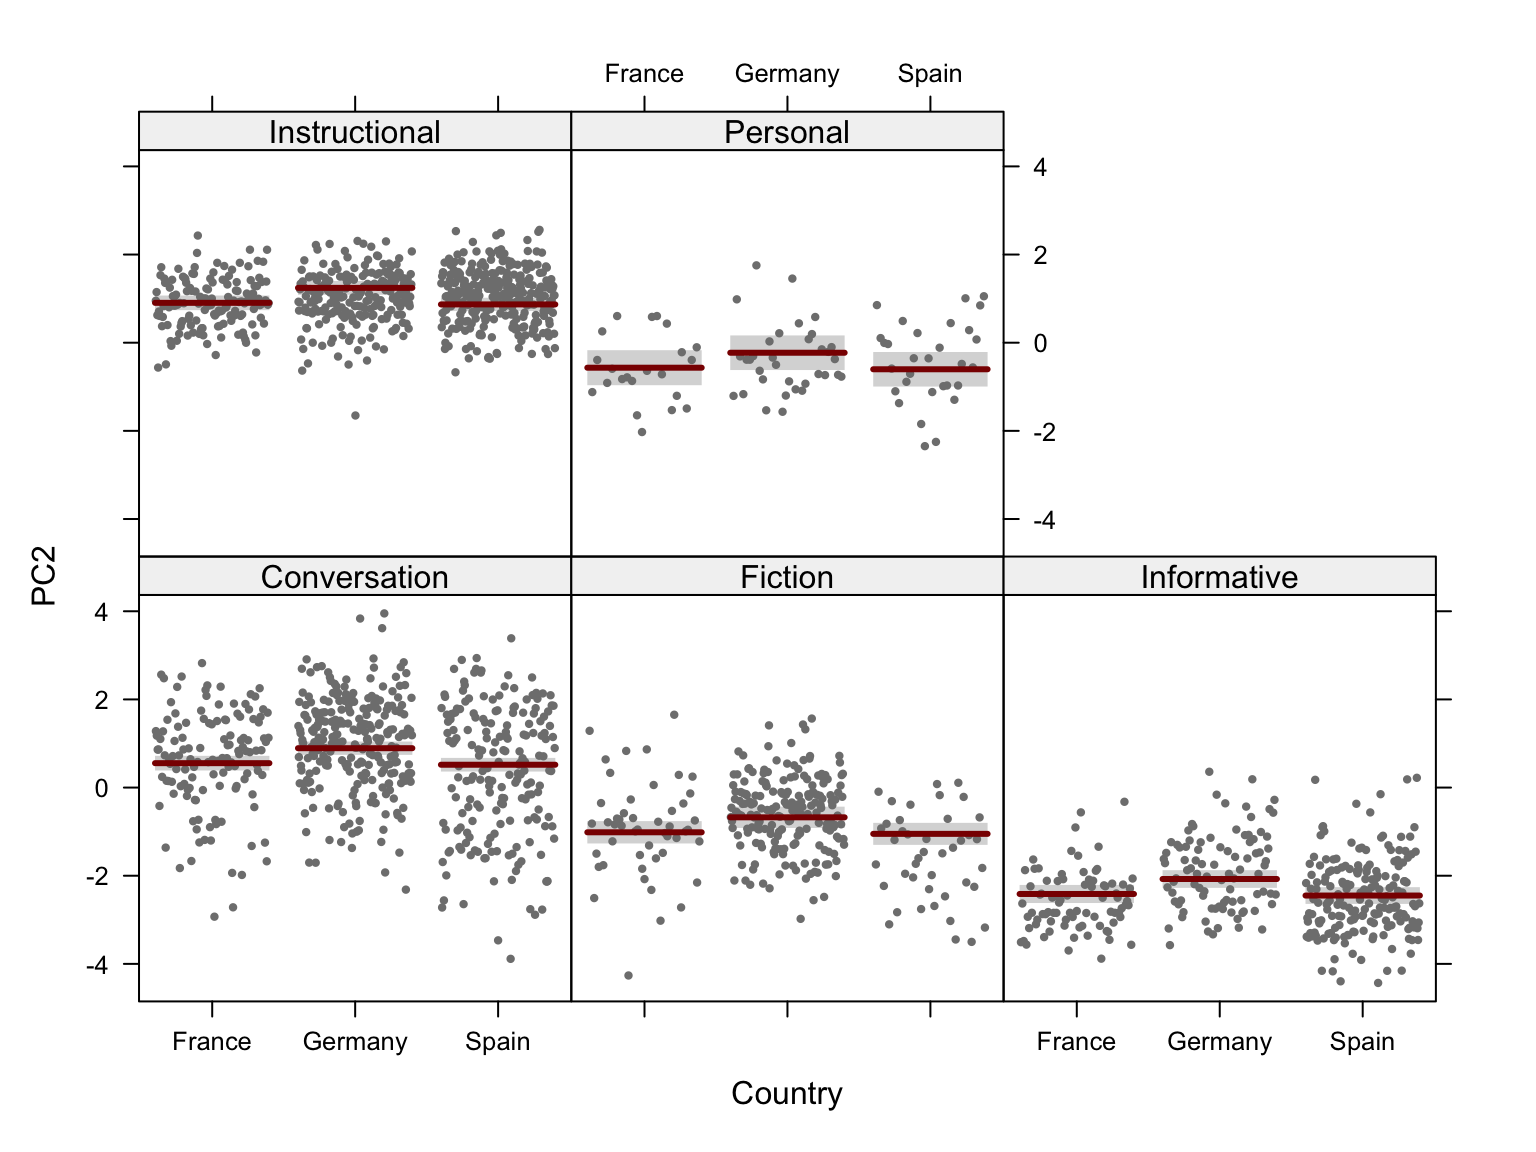 France Germany Spain
Instructional Personal
4
2
0
-2
-4
PC2
Conversation Fiction Informative
4
2
0
-2
-4
France Germany Spain France Germany Spain
Country